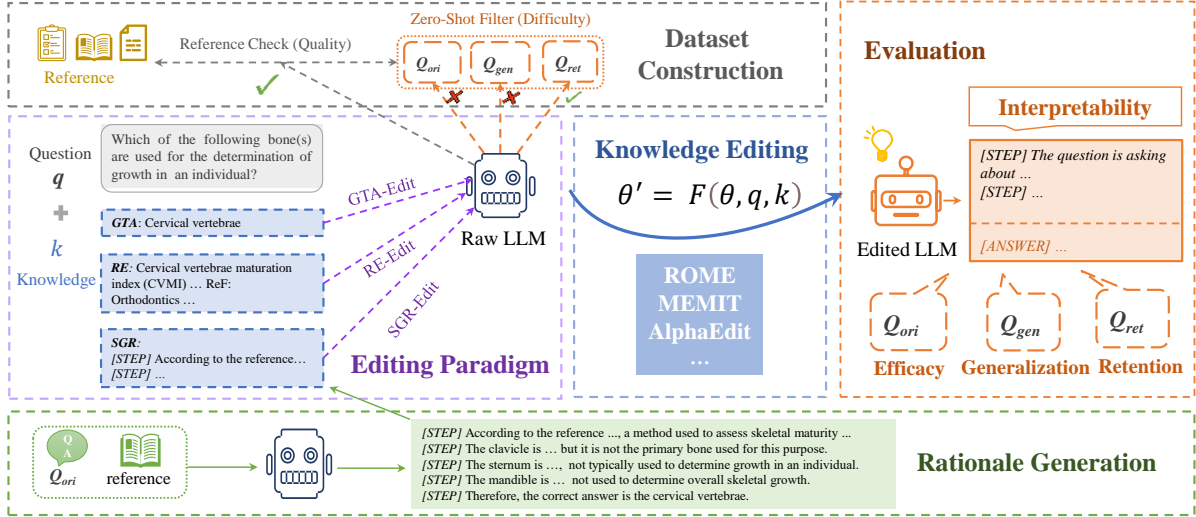 Zero-Shot Filter (Difficulty)
Reference Check (Quality)
Reference
Q_ori
Q_gen
Q_ret
Dataset
Construction
Question
q
+
k
Knowledge
Which of the following bone(s)
are used for the determination of
growth in an individual?
GTA: Cervical vertebrae
RE: Cervical vertebrae maturation
index (CVMI) … ReF:
Orthodontics …
SGR:
[STEP] According to the reference…
[STEP] …
GTA-Edit
RE-Edit
SGR-Edit
Raw LLM
Editing Paradigm
Knowledge Editing
θ′ = F(θ, q, k)
ROME
MEMIT
AlphaEdit
…
Evaluation
Interpretability
[STEP] The question is asking
about …
[STEP] …
[ANSWER] …
Edited LLM
Q_ori
Q_gen
Q_ret
Efficacy
Generalization
Retention
Q
A
Q_ori
reference
[STEP] According to the reference ..., a method used to assess skeletal maturity ...
[STEP] The clavicle is … but it is not the primary bone used for this purpose.
[STEP] The sternum is …, not typically used to determine growth in an individual.
[STEP] The mandible is … not used to determine overall skeletal growth.
[STEP] Therefore, the correct answer is the cervical vertebrae.
Rationale Generation